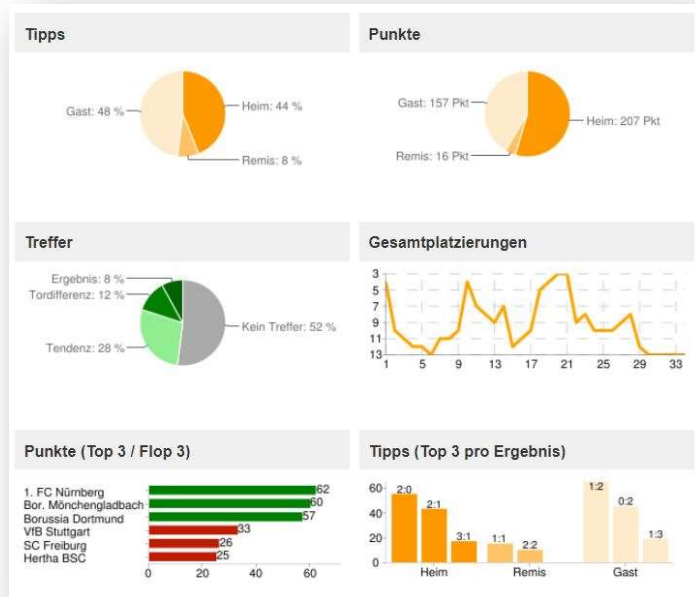 Tipps
Gast: 48 %
Heim: 44 %
Remis: 8 %
Punkte
Gast: 157 Pkt
Heim: 207 Pkt
Remis: 16 Pkt
Treffer
Ergebnis: 8 %
Tordifferenz: 12 %
Kein Treffer: 52 %
Tendenz: 28 %
Gesamtplatzierungen
3
5
7
9
11
13
1 5 9 13 17 21 25 29 33
Punkte (Top 3 / Flop 3)
1. FC Nürnberg 62
Bor. Mönchengladbach 60
Borussia Dortmund 57
VfB Stuttgart 33
SC Freiburg 26
Hertha BSC 25
0 20 40 60
Tipps (Top 3 pro Ergebnis)
60
40
20
0
2:0 2:1 3:1 1:1 2:2 1:2 0:2 1:3
Heim Remis Gast